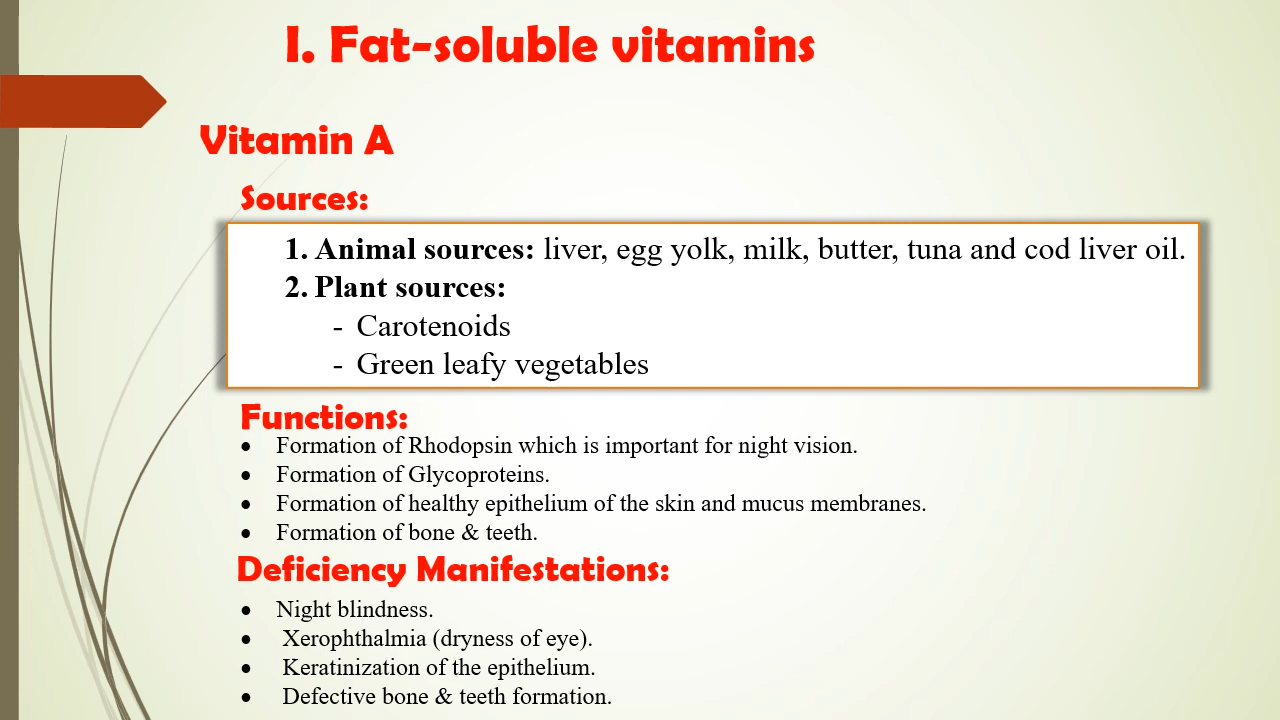 I. Fat-soluble vitamins
Vitamin A
Sources:
1. Animal sources: liver, egg yolk, milk, butter, tuna and cod liver oil.
2. Plant sources:
- Carotenoids
- Green leafy vegetables
Functions:
• Formation of Rhodopsin which is important for night vision.
• Formation of Glycoproteins.
• Formation of healthy epithelium of the skin and mucus membranes.
• Formation of bone & teeth.
Deficiency Manifestations:
• Night blindness.
• Xerophthalmia (dryness of eye).
• Keratinization of the epithelium.
• Defective bone & teeth formation.